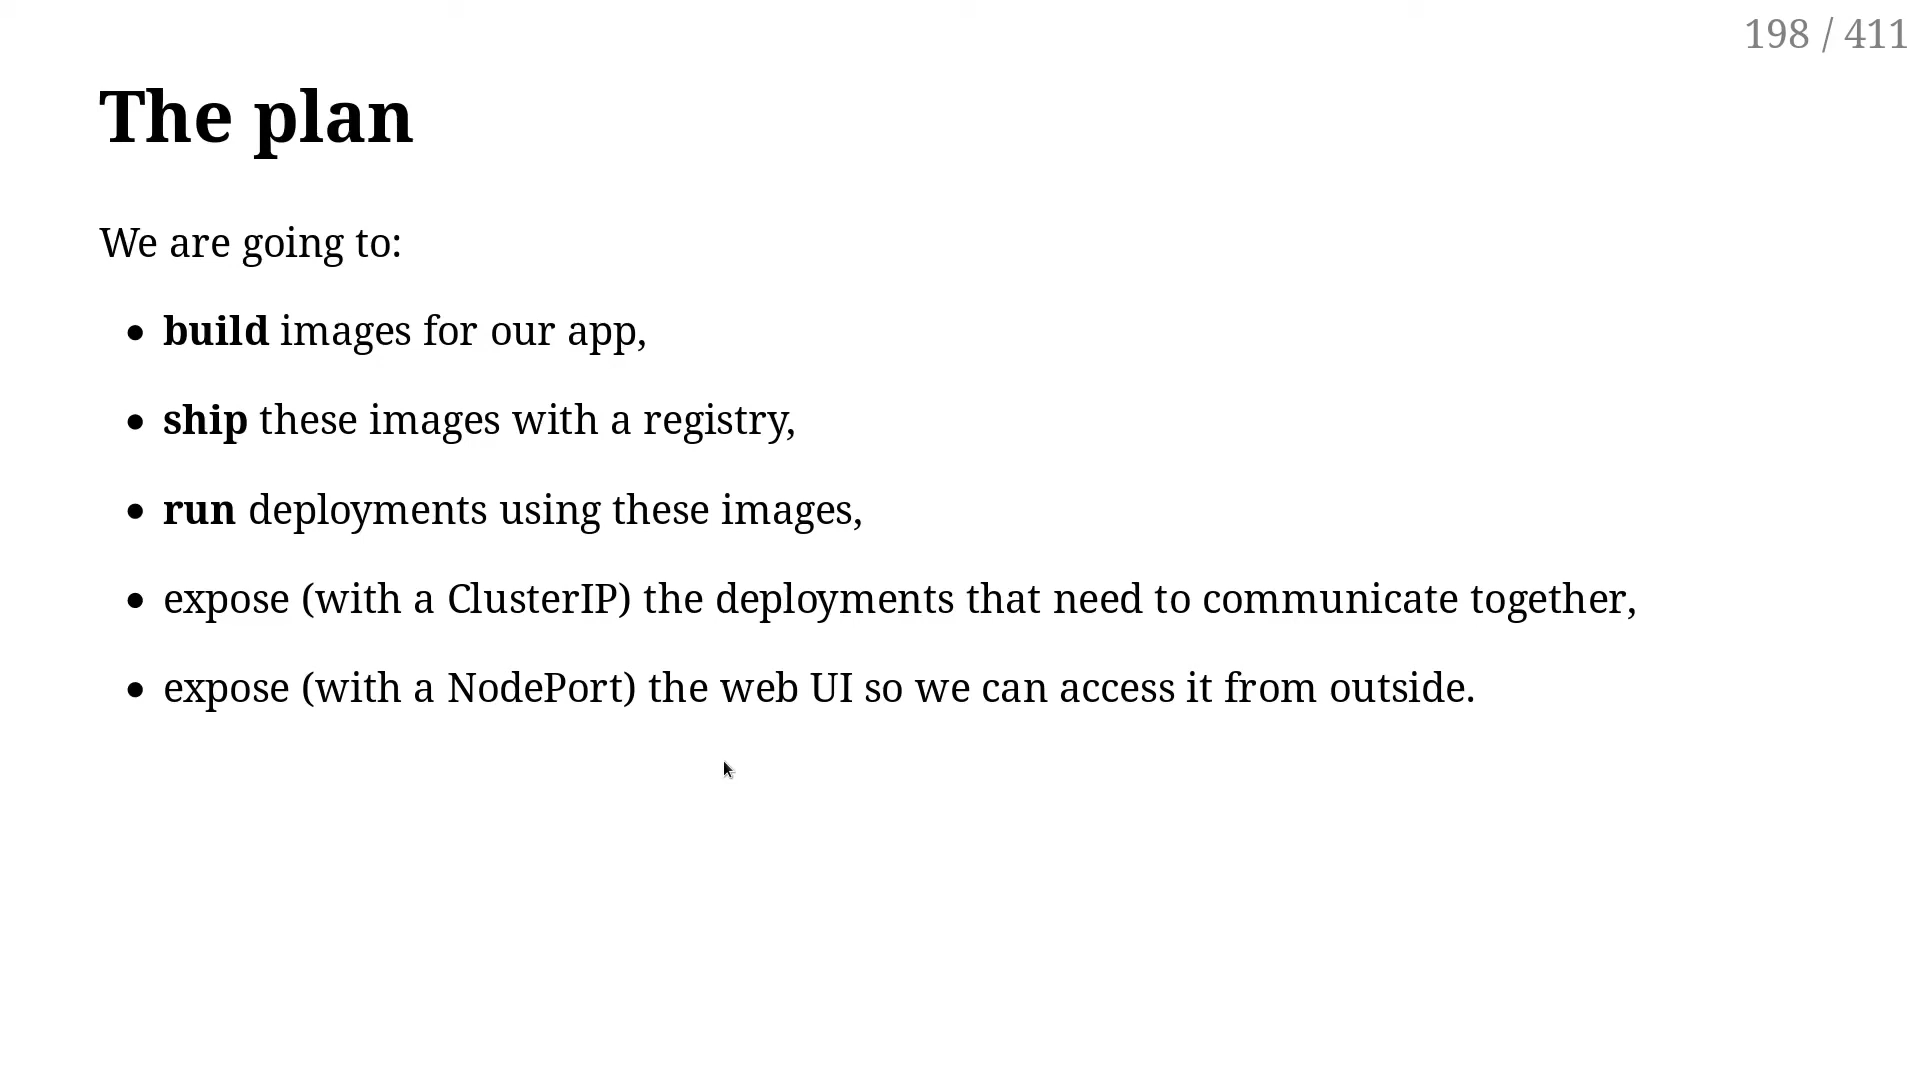 198 / 411
The plan
We are going to:
• build images for our app,
• ship these images with a registry,
• run deployments using these images,
• expose (with a ClusterIP) the deployments that need to communicate together,
• expose (with a NodePort) the web UI so we can access it from outside.